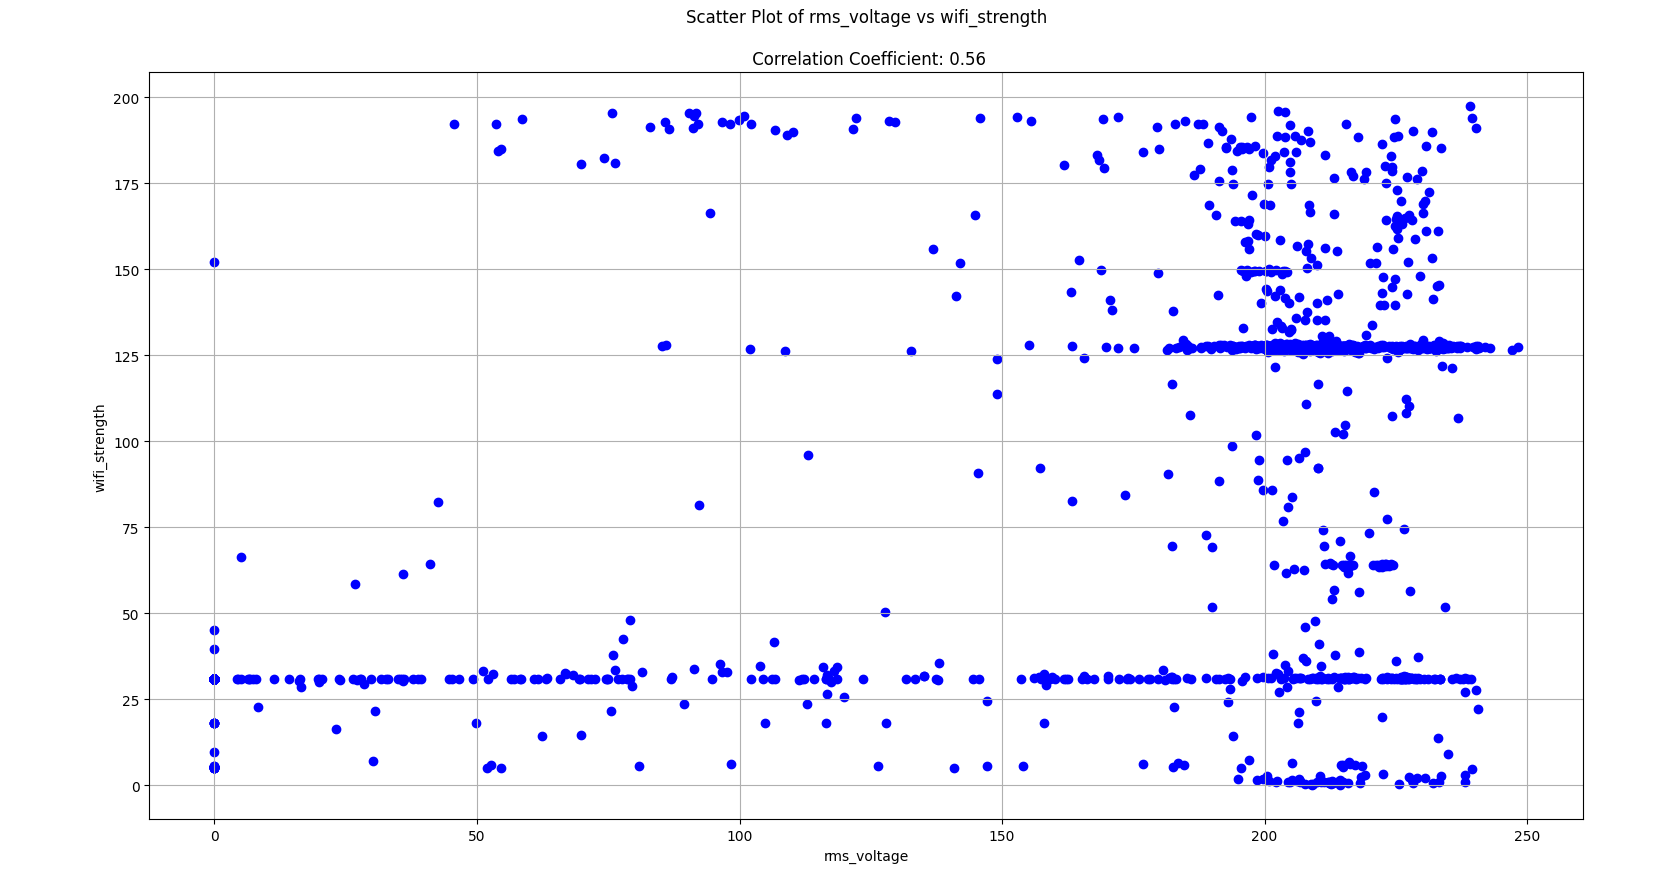 Scatter Plot of rms_voltage vs wifi_strength
Correlation Coefficient: 0.56
200
175
150
125
100
75
50
25
0
wifi_strength
0 50 100 150 200 250
rms_voltage